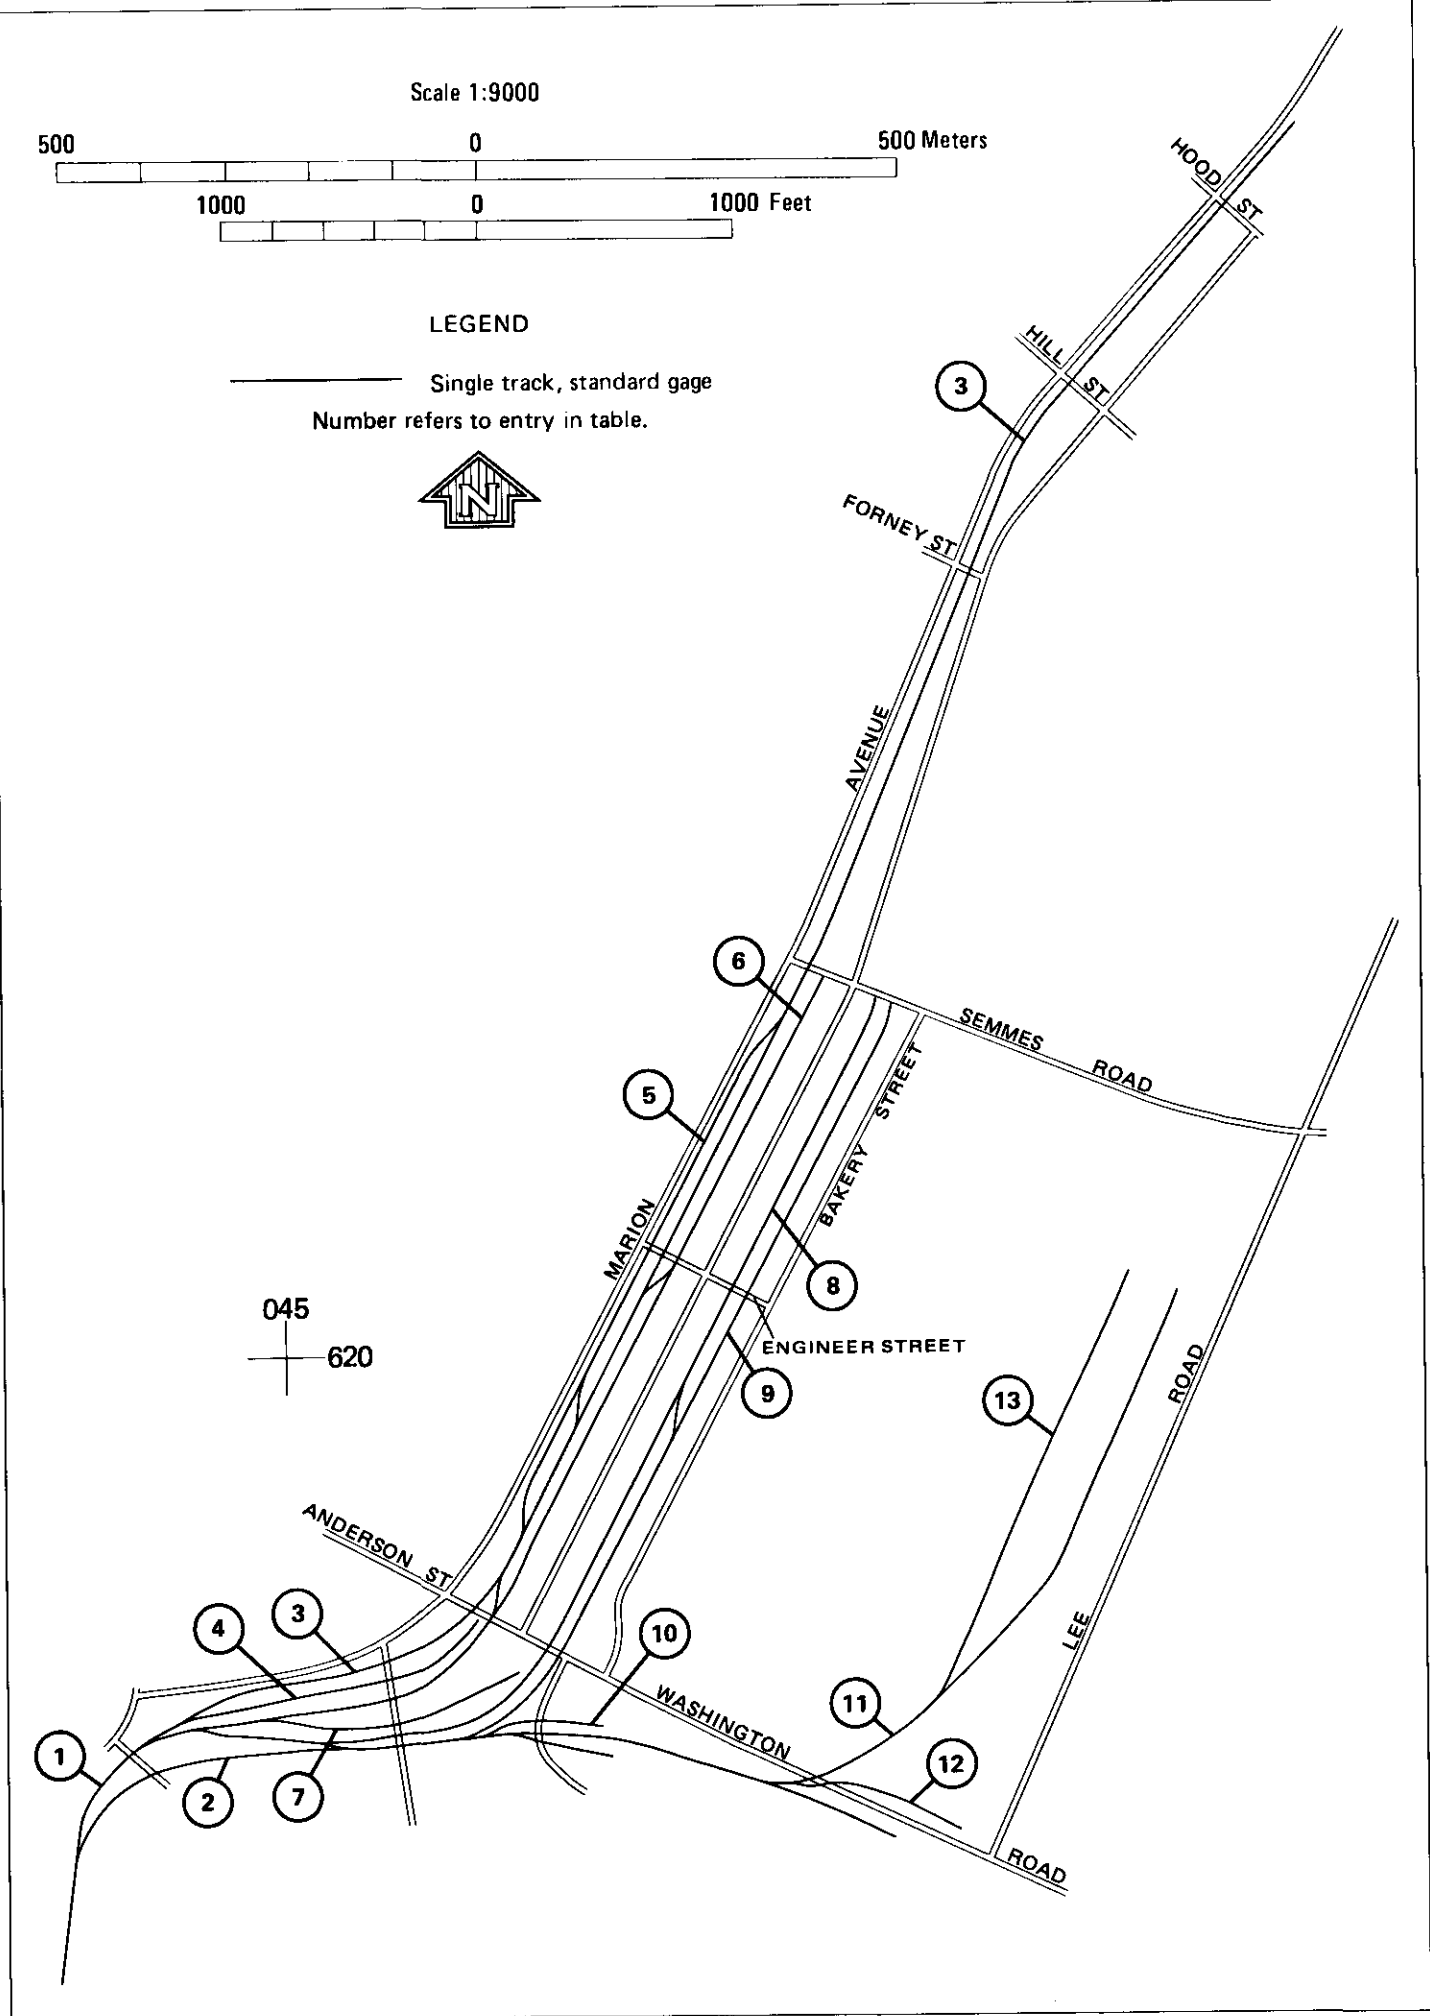 Scale 1:9000
500 0 500 Meters
1000 0 1000 Feet
LEGEND
Single track, standard gage
Number refers to entry in table.
N
HOOD ST
HILL ST
3
FORNEY ST
MARION AVENUE
6
SEMMES ROAD
5
BAKERY STREET
8
045
620
ENGINEER STREET
9
13
LEE ROAD
ANDERSON ST
3
4
10
WASHINGTON ROAD
11
12
1
2
7